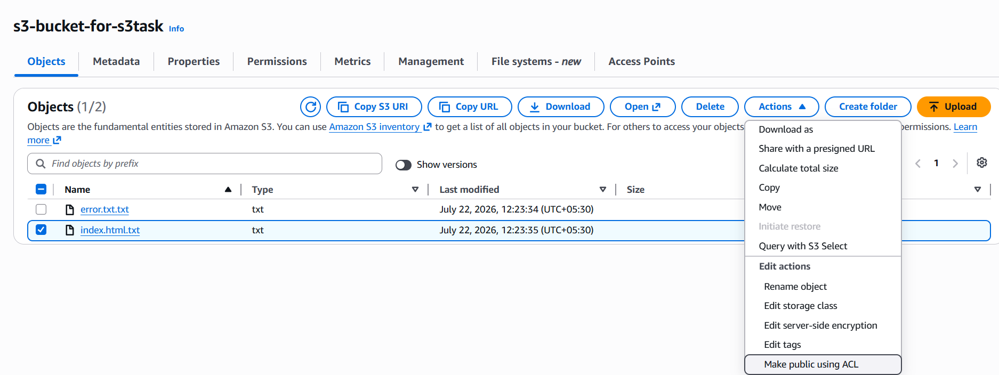 s3-bucket-for-s3task Info
Objects Metadata Properties Permissions Metrics Management File systems - new Access Points
Objects (1/2) Copy S3 URI Copy URL Download Open Delete Actions Create folder Upload
Objects are the fundamental entities stored in Amazon S3. You can use Amazon S3 inventory to get a list of all objects in your bucket. For others to access your objects permissions. Learn
more
Find objects by prefix Show versions 1
Name Type Last modified Size
error.txt.txt txt July 22, 2026, 12:23:34 (UTC+05:30)
index.html.txt txt July 22, 2026, 12:23:35 (UTC+05:30)
Download as
Share with a presigned URL
Calculate total size
Copy
Move
Initiate restore
Query with S3 Select
Edit actions
Rename object
Edit storage class
Edit server-side encryption
Edit tags
Make public using ACL